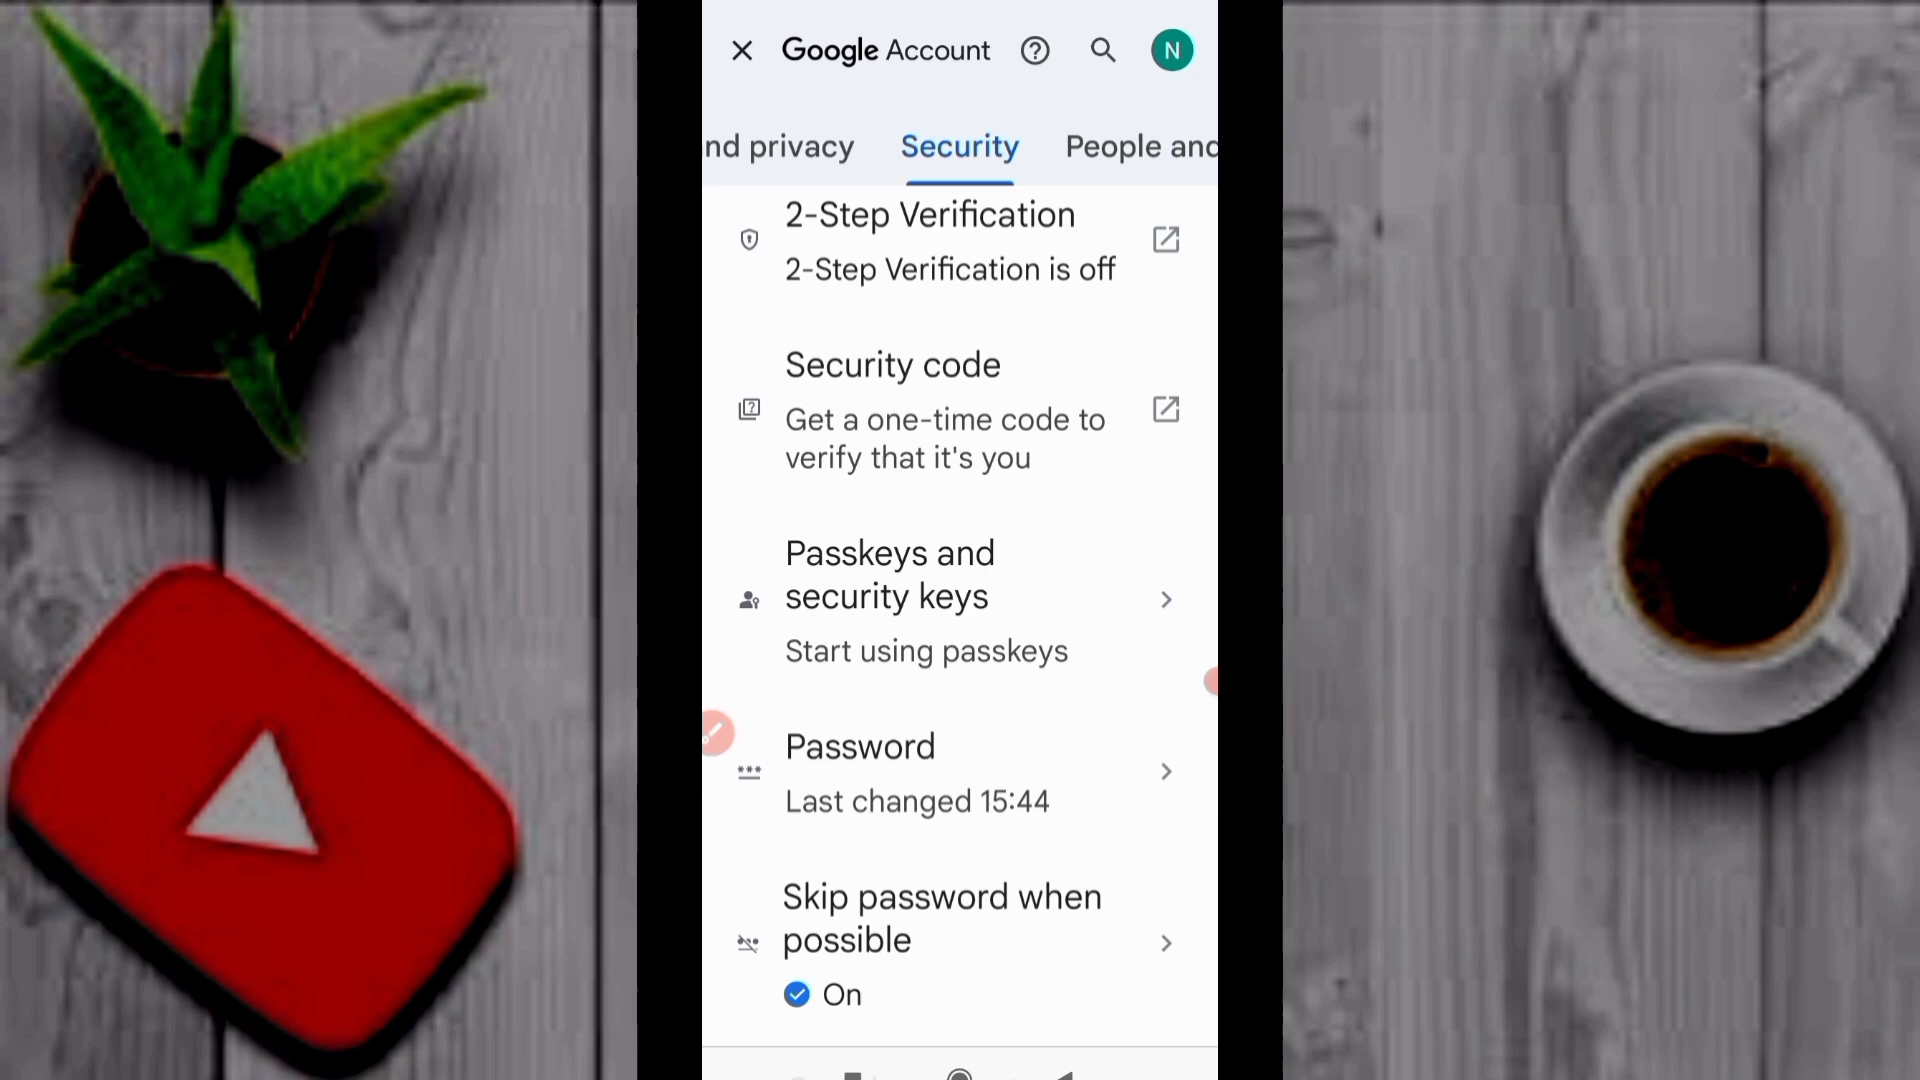 Google Account
N
nd privacy
Security
People and
2-Step Verification
2-Step Verification is off
Security code
Get a one-time code to
verify that it's you
Passkeys and
security keys
Start using passkeys
Password
Last changed 15:44
Skip password when
possible
On